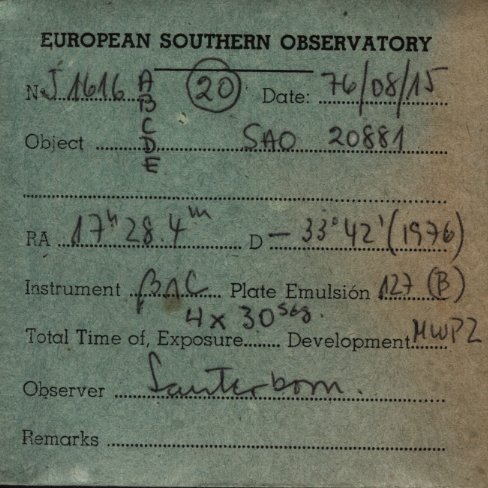 EUROPEAN SOUTHERN OBSERVATORY
No J 1616 A B C D E (20) Date: 76/08/15
Object SAO 20881
RA 17h 28.4m D - 33° 42' (1976)
Instrument Plate Emulsión 127 (B)
4 x 30
Total Time of, Exposure Development MWP2
Observer
Remarks